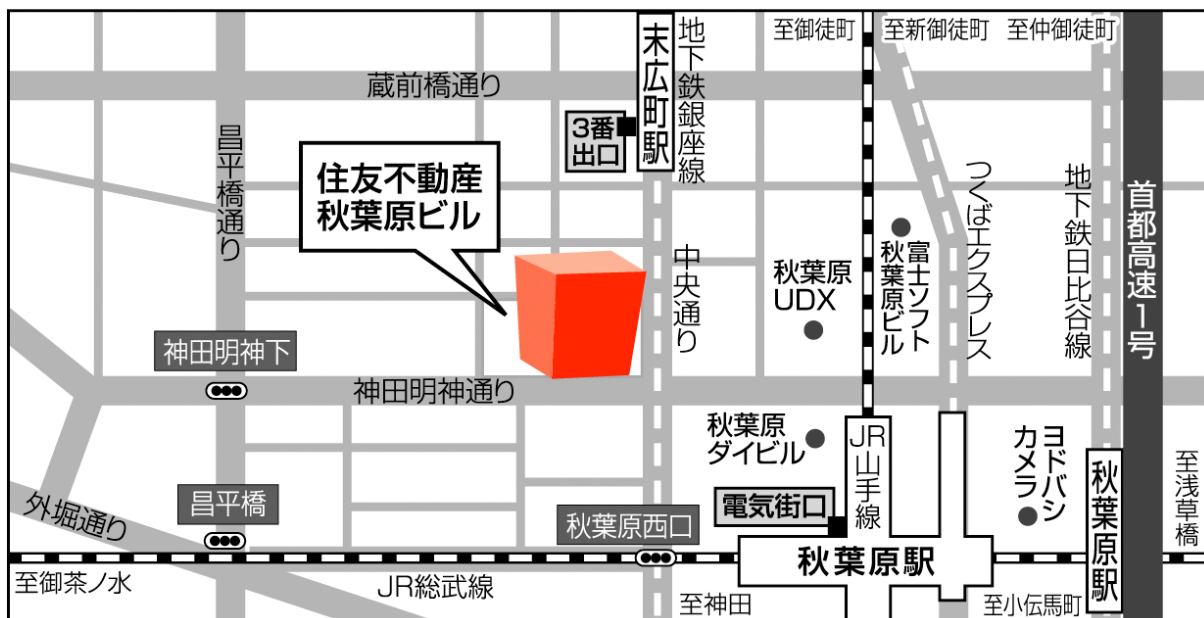 至御徒町
至新御徒町
至仲御徒町
末広町駅
地下鉄銀座線
蔵前橋通り
3番
出口
昌平橋通り
住友不動産
秋葉原ビル
つくばエクスプレス
地下鉄日比谷線
首都高速1号
中央通り
秋葉原
UDX
富士ソフト
秋葉原ビル
神田明神下
神田明神通り
秋葉原
ダイビル
JR山手線
ヨドバシ
カメラ
電気街口
秋葉原駅
至浅草橋
外堀通り
昌平橋
秋葉原西口
秋葉原駅
至御茶ノ水
JR総武線
至神田
至小伝馬町